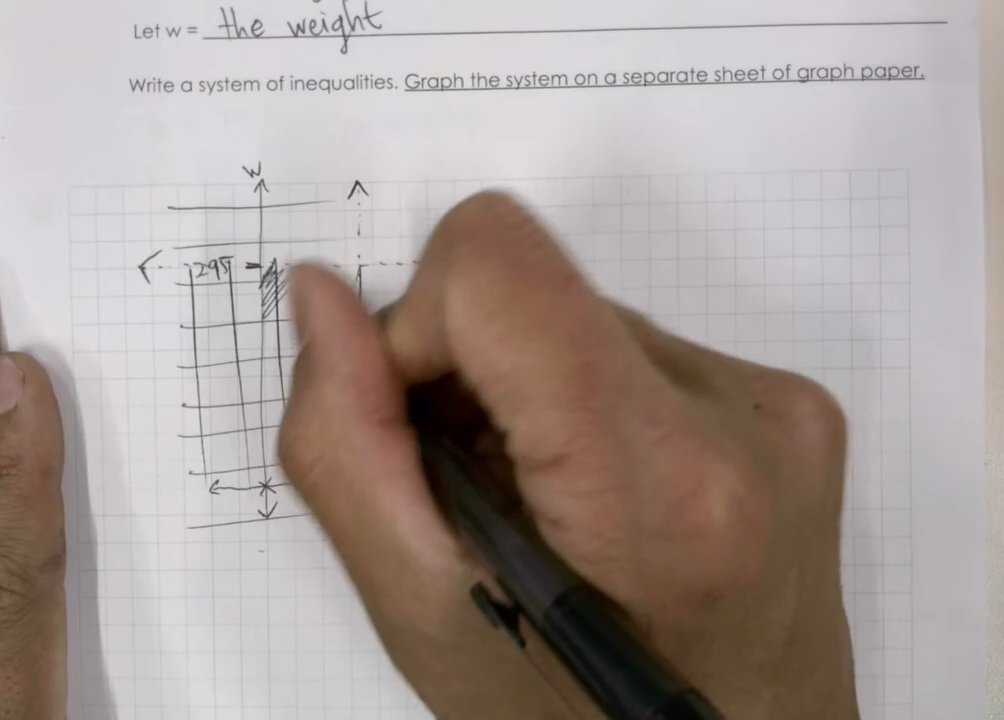 Let w = the weight
Write a system of inequalities. Graph the system on a separate sheet of graph paper.
W
295